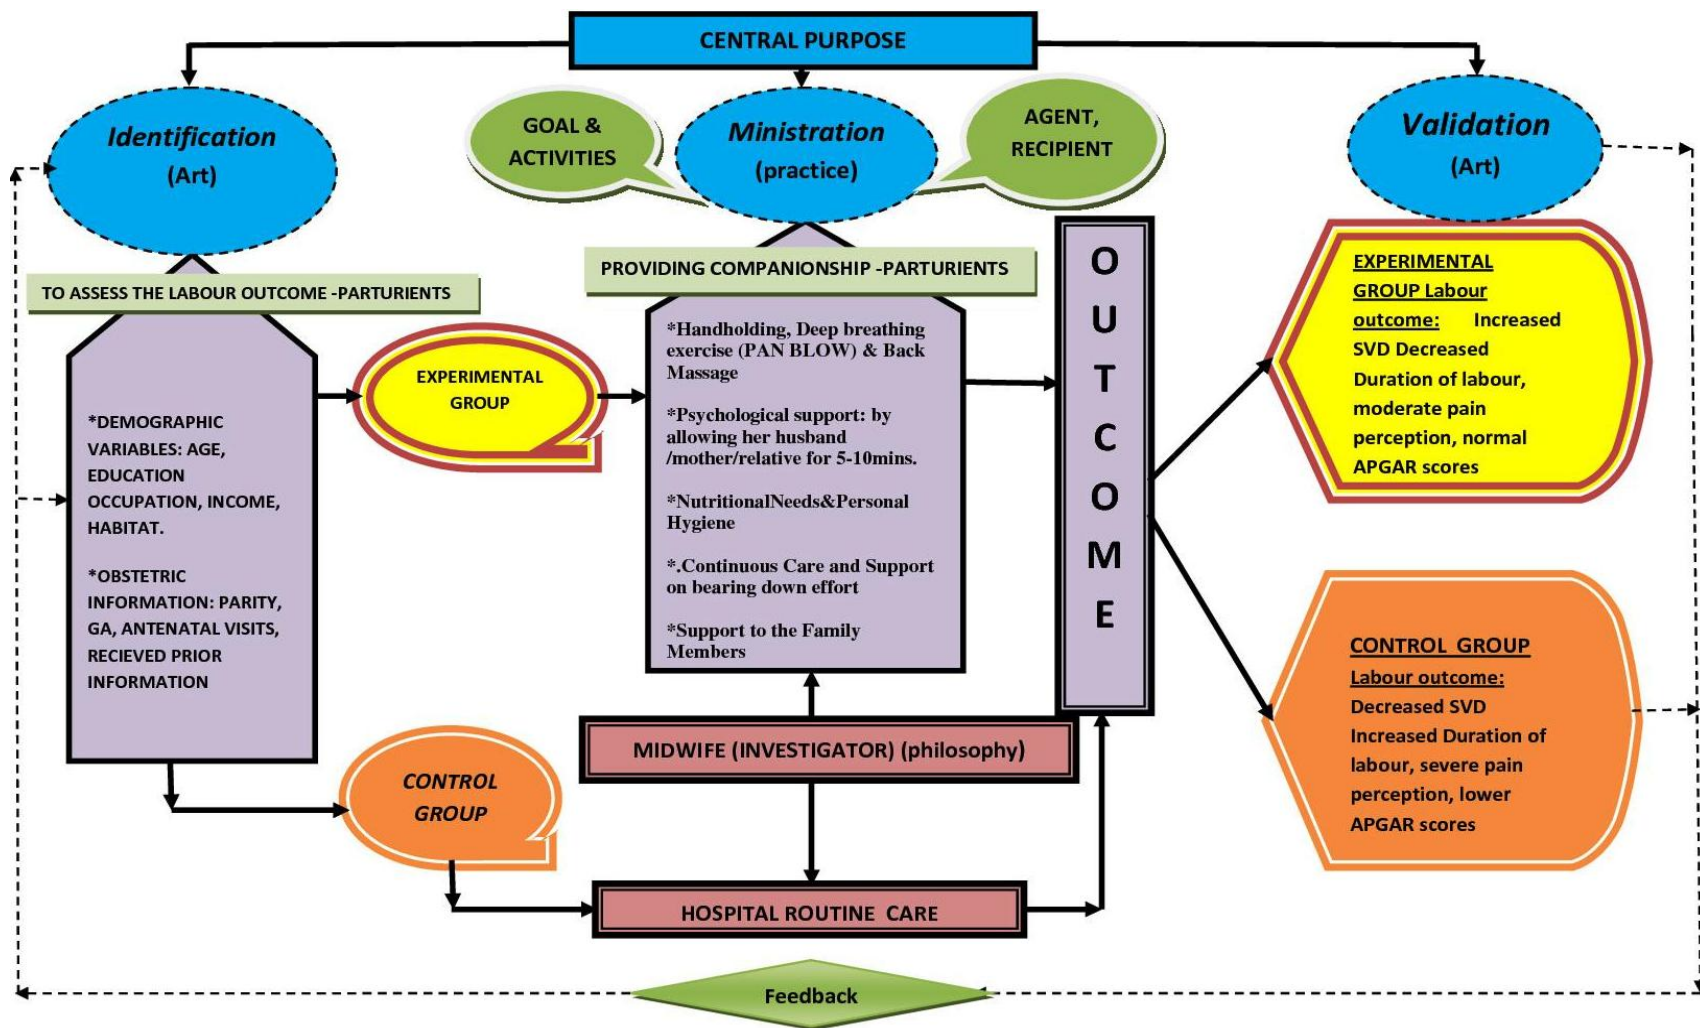 CENTRAL PURPOSE
Identification
(Art)
GOAL &
ACTIVITIES
Ministration
(practice)
AGENT,
RECIPIENT
Validation
(Art)
TO ASSESS THE LABOUR OUTCOME -PARTURIENTS
*DEMOGRAPHIC
VARIABLES: AGE,
EDUCATION
OCCUPATION, INCOME,
HABITAT.
*OBSTETRIC
INFORMATION: PARITY,
GA, ANTENATAL VISITS,
RECIEVED PRIOR
INFORMATION
EXPERIMENTAL
GROUP
CONTROL
GROUP
PROVIDING COMPANIONSHIP -PARTURIENTS
*Handholding, Deep breathing
exercise (PAN BLOW) & Back
Massage
*Psychological support: by
allowing her husband
/mother/relative for 5-10mins.
*NutritionalNeeds&Personal
Hygiene
*.Continuous Care and Support
on bearing down effort
*Support to the Family
Members
MIDWIFE (INVESTIGATOR) (philosophy)
HOSPITAL ROUTINE CARE
O
U
T
C
O
M
E
EXPERIMENTAL
GROUP Labour
outcome: Increased
SVD Decreased
Duration of labour,
moderate pain
perception, normal
APGAR scores
CONTROL GROUP
Labour outcome:
Decreased SVD
Increased Duration of
labour, severe pain
perception, lower
APGAR scores
Feedback